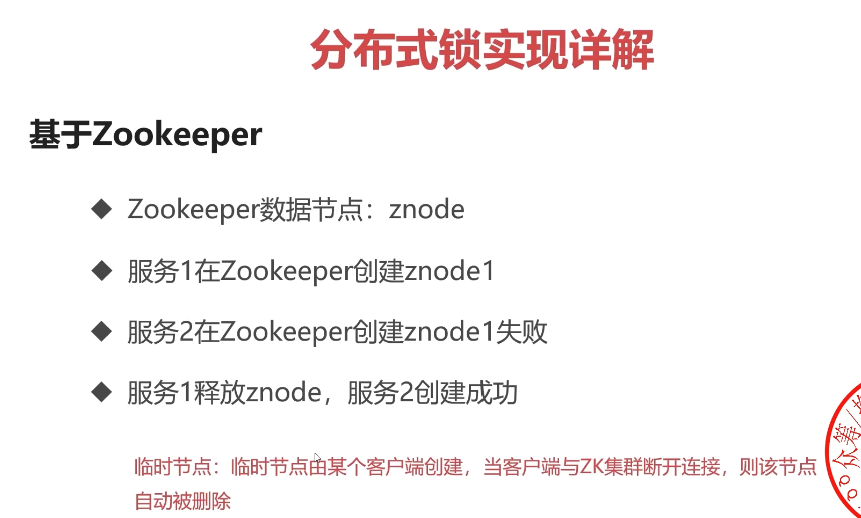 分布式锁实现详解
基于Zookeeper
Zookeeper数据节点：znode
服务1在Zookeeper创建znode1
服务2在Zookeeper创建znode1失败
服务1释放znode，服务2创建成功
临时节点：临时节点由某个客户端创建，当客户端与ZK集群断开连接，则该节点
自动被删除
众筹